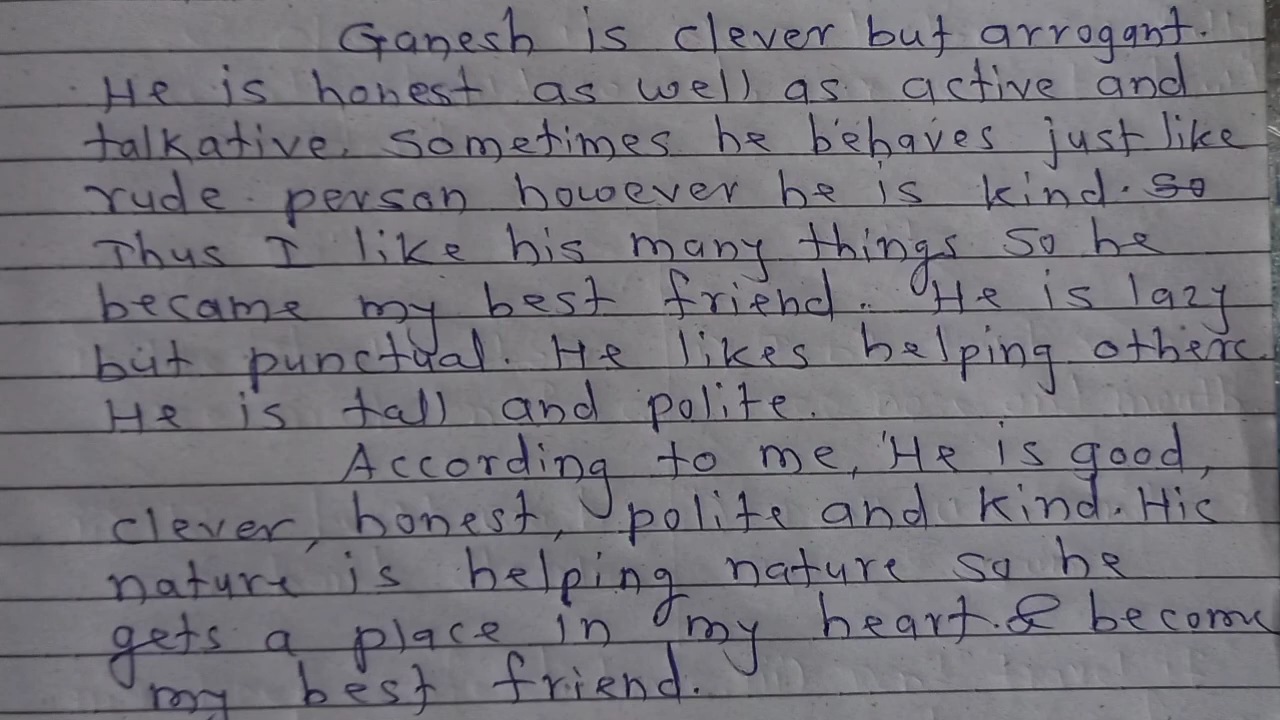 Ganesh is clever but arrogant.
He is honest as well as active and
talkative. Sometimes he behaves just like
rude person however he is kind. so
Thus I like his many things so he
became my best friend. He is lazy
but punctual. He likes helping others
He is tall and polite.
According to me, He is good,
clever, honest, polite and kind. His
nature is helping nature so he
gets a place in my heart. & become
my best friend.